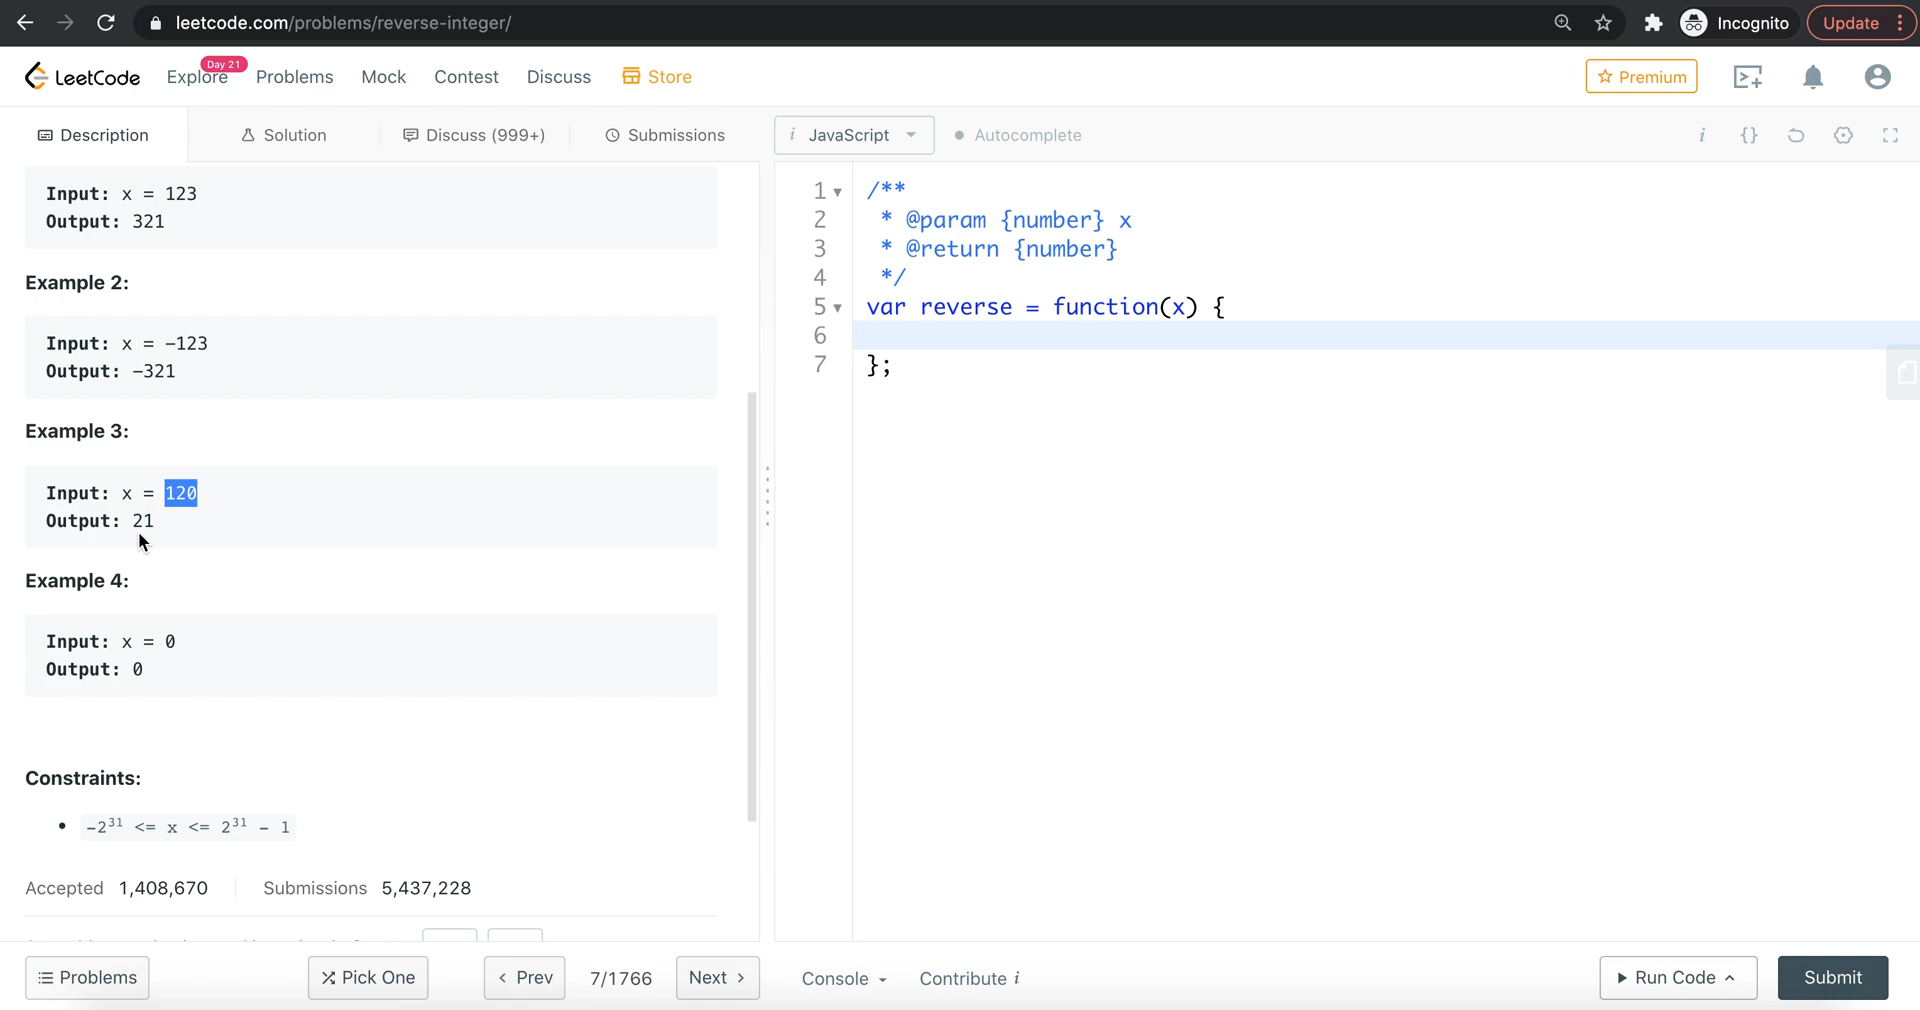 leetcode.com/problems/reverse-integer/
Incognito
Update
LeetCode
Explore
Day 21
Problems
Mock
Contest
Discuss
Store
Premium
Description
Solution
Discuss (999+)
Submissions
i JavaScript
Autocomplete
i
{}
Input: x = 123
Output: 321
Example 2:
Input: x = -123
Output: -321
Example 3:
Input: x = 120
Output: 21
Example 4:
Input: x = 0
Output: 0
Constraints:
-2³¹ <= x <= 2³¹ - 1
Accepted 1,408,670
Submissions 5,437,228
1 /**
2 * @param {number} x
3 * @return {number}
4 */
5 var reverse = function(x) {
6
7 };
Problems
Pick One
< Prev
7/1766
Next >
Console
Contribute i
Run Code
Submit